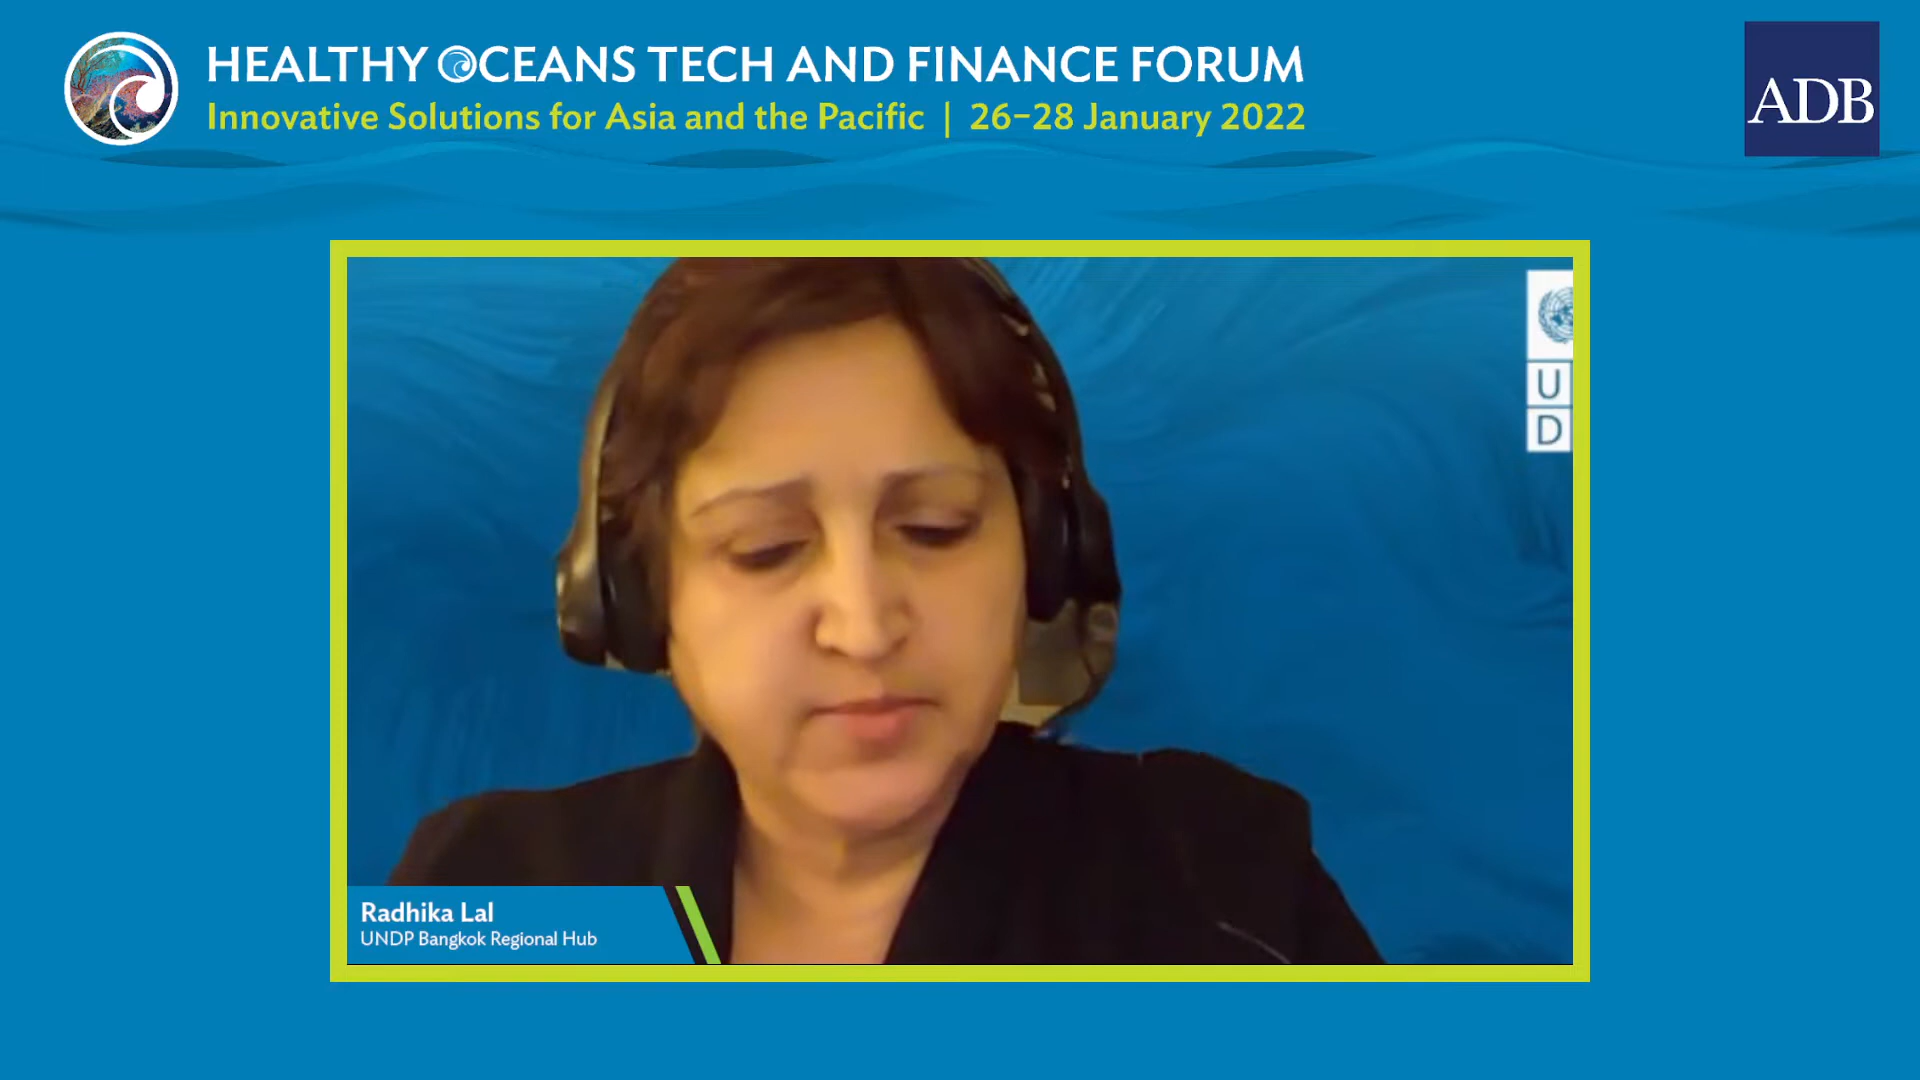 HEALTHY OCEANS TECH AND FINANCE FORUM
Innovative Solutions for Asia and the Pacific | 26–28 January 2022
ADB
U
D
Radhika Lal
UNDP Bangkok Regional Hub